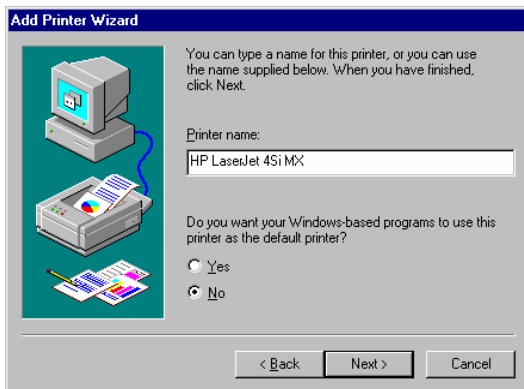 Add Printer Wizard
You can type a name for this printer, or you can use
the name supplied below. When you have finished,
click Next.
Printer name:
HP LaserJet 4Si MX
Do you want your Windows-based programs to use this
printer as the default printer?
Yes
No
< Back
Next >
Cancel